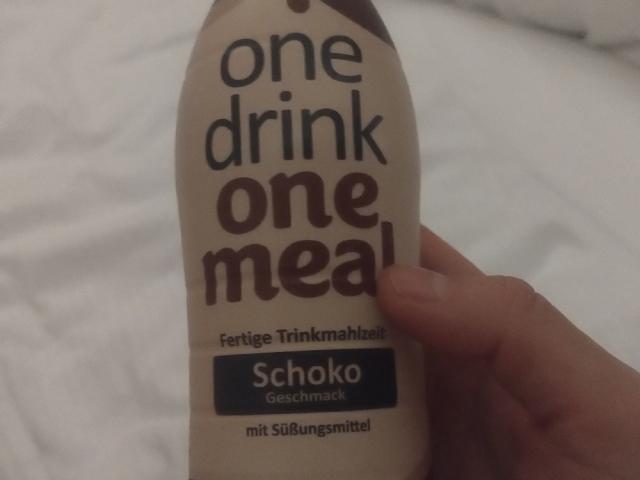 one
drink
one
meal
Fertige Trinkmahlzeit
Schoko
Geschmack
mit Süßungsmittel